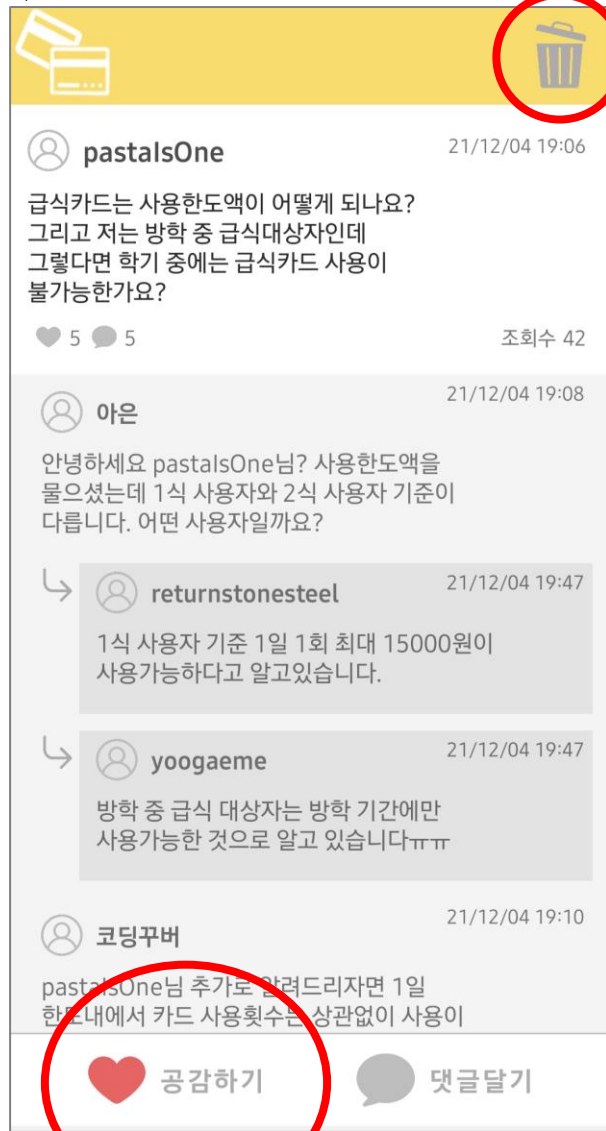 pastaIsOne
21/12/04 19:06
급식카드는 사용한도액이 어떻게 되나요?
그리고 저는 방학 중 급식대상자인데
그렇다면 학기 중에는 급식카드 사용이
불가능한가요?
5 5
조회수 42
아은
21/12/04 19:08
안녕하세요 pastaIsOne님? 사용한도액을
물으셨는데 1식 사용자와 2식 사용자 기준이
다릅니다. 어떤 사용자일까요?
returnstonesteel
21/12/04 19:47
1식 사용자 기준 1일 1회 최대 15000원이
사용가능하다고 알고있습니다.
yoogaeme
21/12/04 19:47
방학 중 급식 대상자는 방학 기간에만
사용가능한 것으로 알고 있습니다ㅠㅠ
코딩꾸버
21/12/04 19:10
pastaIsOne님 추가로 알려드리자면 1일
한도내에서 카드 사용횟수는 상관없이 사용이
공감하기
댓글달기